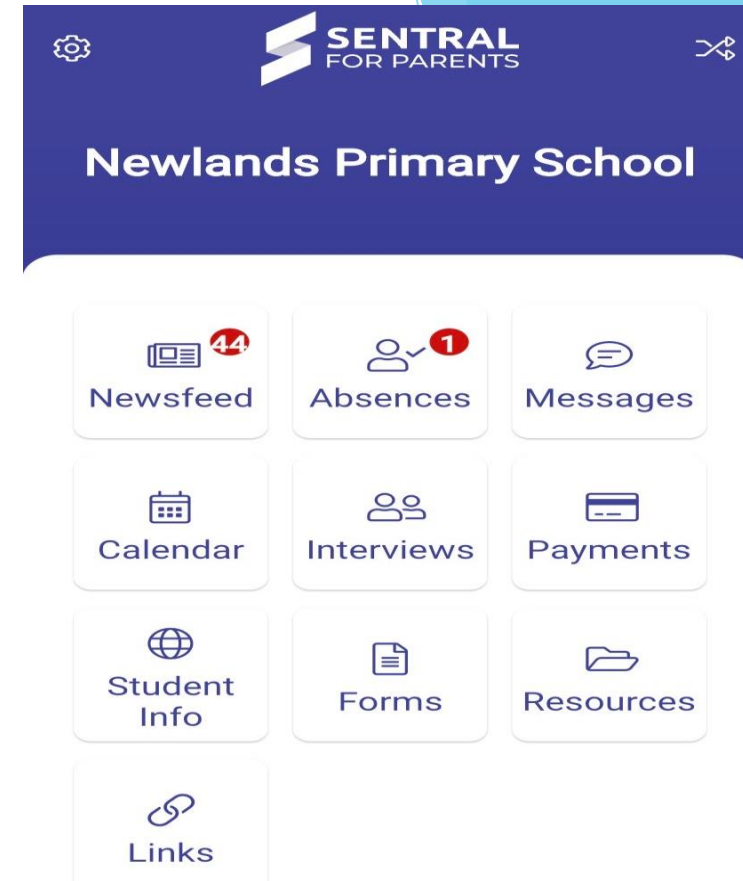 SENTRAL
FOR PARENTS
Newlands Primary School
44
1
Newsfeed
Absences
Messages
Calendar
Interviews
Payments
Student
Info
Forms
Resources
Links